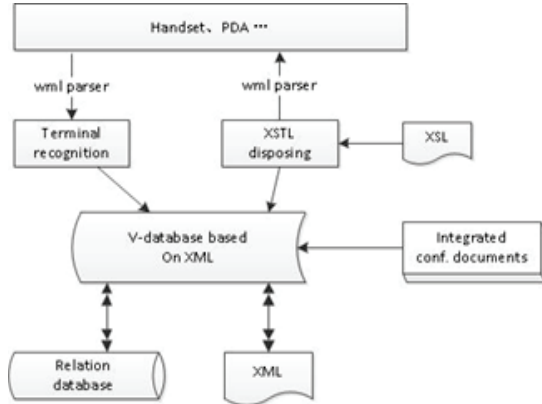 Handset、PDA ⋯
wml parser
wml parser
Terminal
recognition
XSTL
disposing
XSL
V-database based
On XML
Integrated
conf. documents
Relation
database
XML